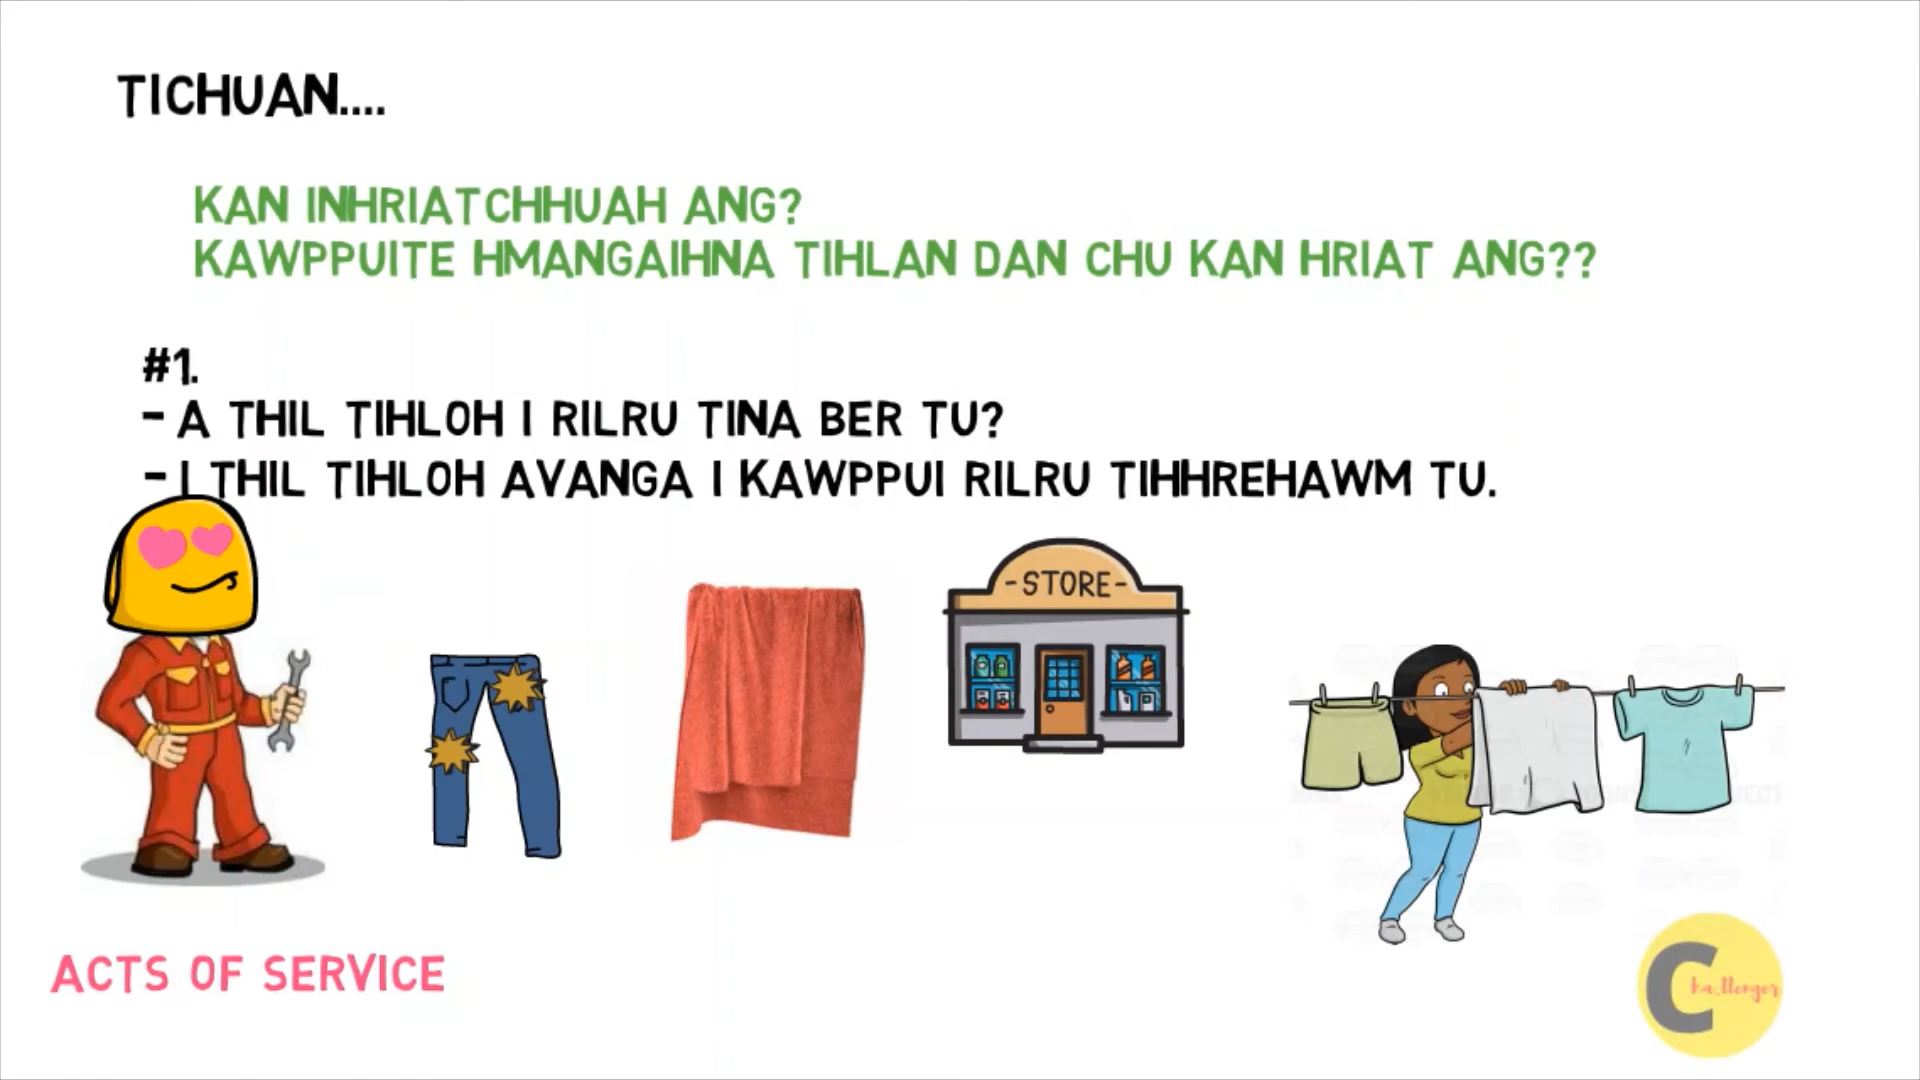 TICHUAN....
KAN INHRIATCHHUAH ANG?
KAWPPUITE HMANGAIHNA TIHLAN DAN CHU KAN HRIAT ANG??
#1.
- A THIL TIHLOH I RILRU TINA BER TU?
- I THIL TIHLOH AVANGA I KAWPPUI RILRU TIHHREHAWM TU.
-STORE-
ACTS OF SERVICE
Cha_llenger